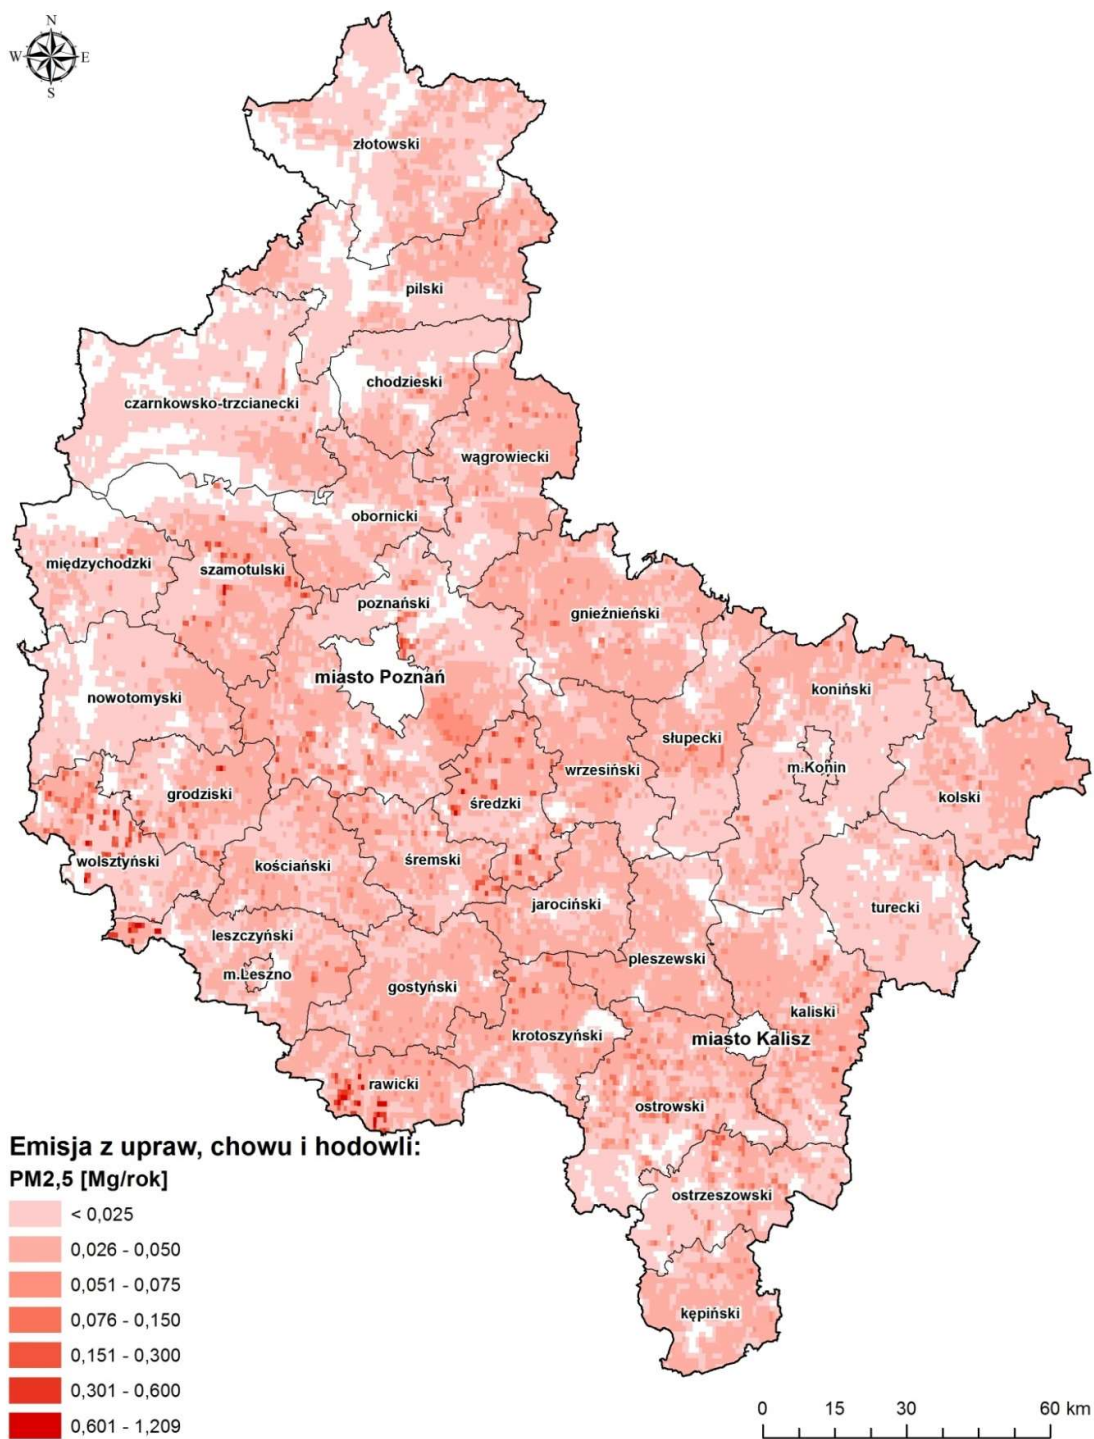 N
W E
S
złotowski
pilski
chodzieski
czarnkowsko-trzcianecki
wągrowiecki
obornicki
międzychodzki
szamotulski
poznański
gnieźnieński
miasto Poznań
nowotomyski
koniński
słupecki
m.Konin
wrzesiński
grodziski
średzki
kolski
wolsztyński
kościański
śremski
jarociński
turecki
leszczyński
pleszewski
m.Leszno
gostyński
kaliski
krotoszyński
miasto Kalisz
rawicki
ostrowski
Emisja z upraw, chowu i hodowli:
PM2,5 [Mg/rok]
< 0,025
0,026 - 0,050
0,051 - 0,075
0,076 - 0,150
0,151 - 0,300
0,301 - 0,600
0,601 - 1,209
ostrzeszowski
kępiński
0 15 30 60 km